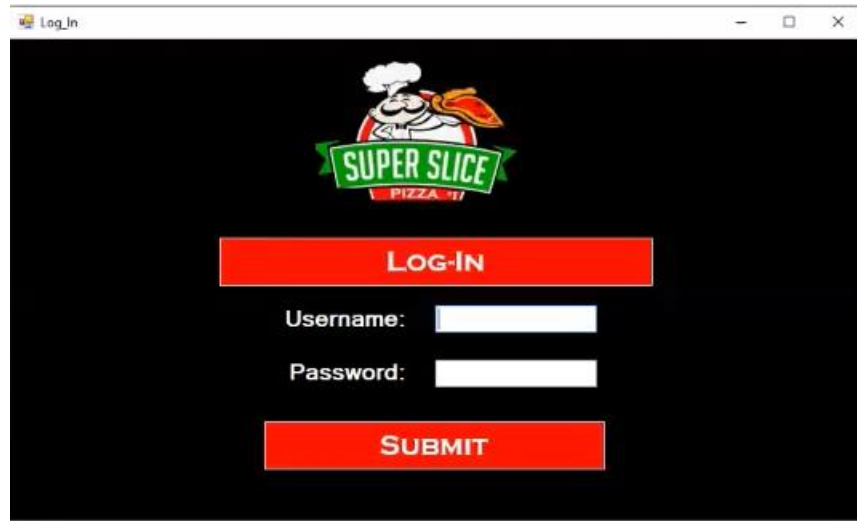 Log_In
SUPER SLICE
PIZZA
LOG-IN
Username:
Password:
SUBMIT